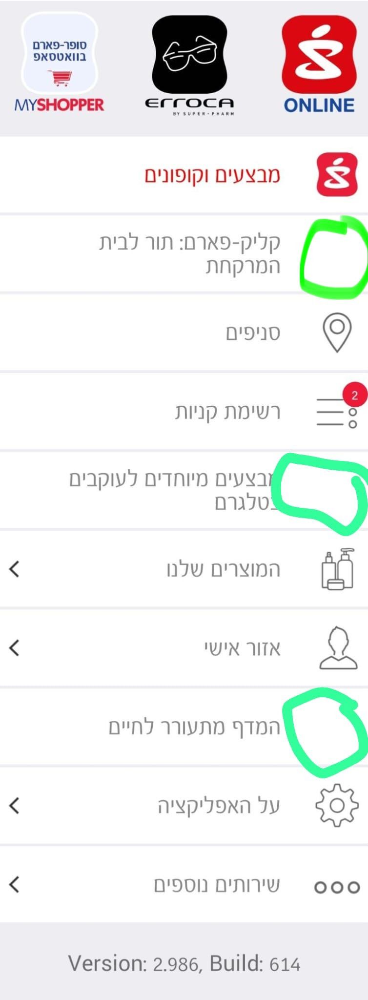 סופר-פארם
בוואטסאפ
MYSHOPPER
ERROCA
BY SUPER-PHARM
ONLINE
מבצעים וקופונים
קליק-פארם: תור לבית
המרקחת
סניפים
2
רשימת קניות
מבצעים מיוחדים לעוקבים
בטלגרם
המוצרים שלנו
אזור אישי
המדף מתעורר לחיים
על האפליקציה
שירותים נוספים
Version: 2.986, Build: 614